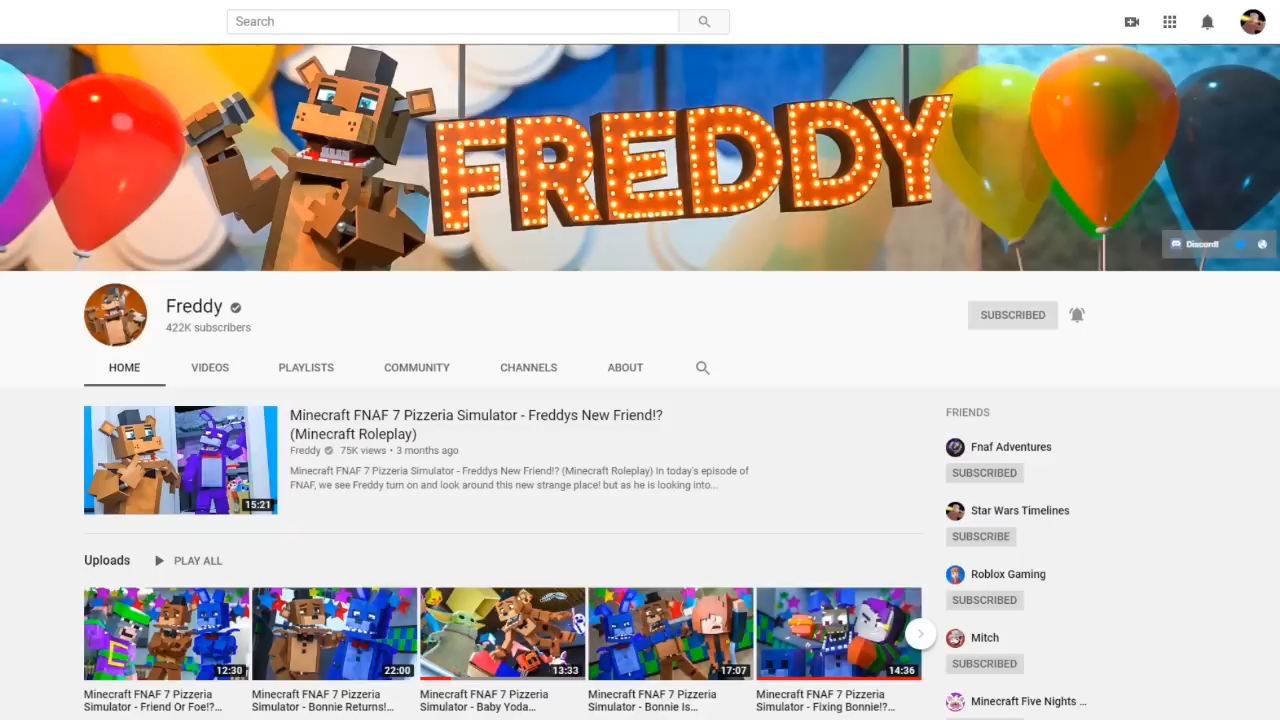 Search
FREDDY
Discord!
Freddy
422K subscribers
SUBSCRIBED
HOME
VIDEOS
PLAYLISTS
COMMUNITY
CHANNELS
ABOUT
15:21
Minecraft FNAF 7 Pizzeria Simulator - Freddys New Friend!?
(Minecraft Roleplay)
Freddy 75K views • 3 months ago
Minecraft FNAF 7 Pizzeria Simulator - Freddys New Friend!? (Minecraft Roleplay) In today's episode of
FNAF, we see Freddy turn on and look around this new strange place! but as he is looking into...
FRIENDS
Fnaf Adventures
SUBSCRIBED
Star Wars Timelines
SUBSCRIBE
Roblox Gaming
SUBSCRIBED
Mitch
SUBSCRIBED
Minecraft Five Nights ...
Uploads
PLAY ALL
12:30
Minecraft FNAF 7 Pizzeria
Simulator - Friend Or Foe!?...
22:00
Minecraft FNAF 7 Pizzeria
Simulator - Bonnie Returns!...
13:33
Minecraft FNAF 7 Pizzeria
Simulator - Baby Yoda...
17:07
Minecraft FNAF 7 Pizzeria
Simulator - Bonnie Is...
14:36
Minecraft FNAF 7 Pizzeria
Simulator - Fixing Bonnie!?...